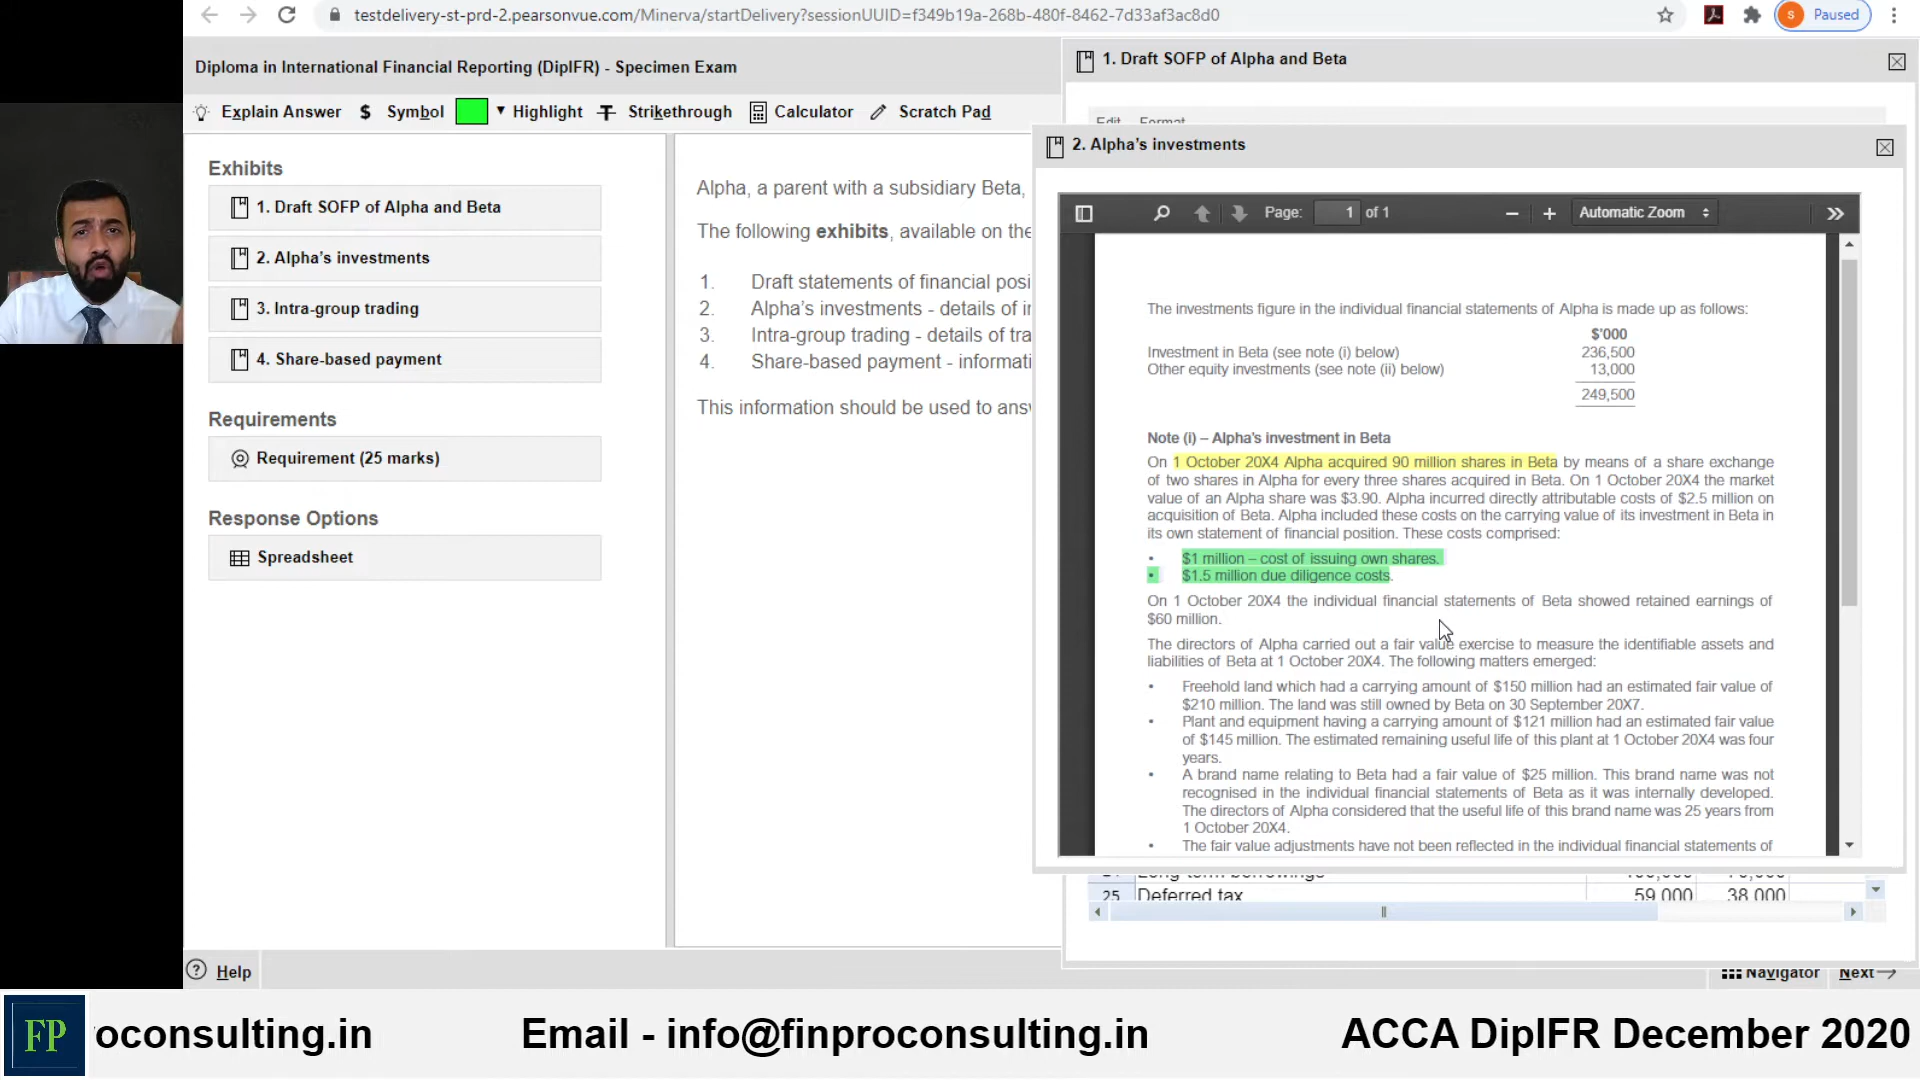 testdelivery-st-prd-2.pearsonvue.com/Minerva/startDelivery?sessionUUID=f349b19a-268b-480f-8462-7d33af3ac8d0
S Paused
Diploma in International Financial Reporting (DipIFR) - Specimen Exam
Explain Answer $ Symbol Highlight Strikethrough Calculator Scratch Pad
Exhibits
1. Draft SOFP of Alpha and Beta
2. Alpha's investments
3. Intra-group trading
4. Share-based payment
Requirements
Requirement (25 marks)
Response Options
Spreadsheet
Alpha, a parent with a subsidiary Beta,
The following exhibits, available on the
1. Draft statements of financial posi
2. Alpha's investments - details of i
3. Intra-group trading - details of tra
4. Share-based payment - informati
This information should be used to ans
1. Draft SOFP of Alpha and Beta
Edit Format
2. Alpha's investments
Page: 1 of 1 Automatic Zoom
The investments figure in the individual financial statements of Alpha is made up as follows:
$'000
Investment in Beta (see note (i) below) 236,500
Other equity investments (see note (ii) below) 13,000
249,500
Note (i) – Alpha's investment in Beta
On 1 October 20X4 Alpha acquired 90 million shares in Beta by means of a share exchange
of two shares in Alpha for every three shares acquired in Beta. On 1 October 20X4 the market
value of an Alpha share was $3.90. Alpha incurred directly attributable costs of $2.5 million on
acquisition of Beta. Alpha included these costs on the carrying value of its investment in Beta in
its own statement of financial position. These costs comprised:
• $1 million – cost of issuing own shares.
• $1.5 million due diligence costs.
On 1 October 20X4 the individual financial statements of Beta showed retained earnings of
$60 million.
The directors of Alpha carried out a fair value exercise to measure the identifiable assets and
liabilities of Beta at 1 October 20X4. The following matters emerged:
• Freehold land which had a carrying amount of $150 million had an estimated fair value of
$210 million. The land was still owned by Beta on 30 September 20X7.
• Plant and equipment having a carrying amount of $121 million had an estimated fair value
of $145 million. The estimated remaining useful life of this plant at 1 October 20X4 was four
years.
• A brand name relating to Beta had a fair value of $25 million. This brand name was not
recognised in the individual financial statements of Beta as it was internally developed.
The directors of Alpha considered that the useful life of this brand name was 25 years from
1 October 20X4.
• The fair value adjustments have not been reflected in the individual financial statements of
Long term borrowings
25 Deferred tax 59,000 38,000
Help
Navigator Next
FP
roconsulting.in Email - info@finproconsulting.in ACCA DipIFR December 2020